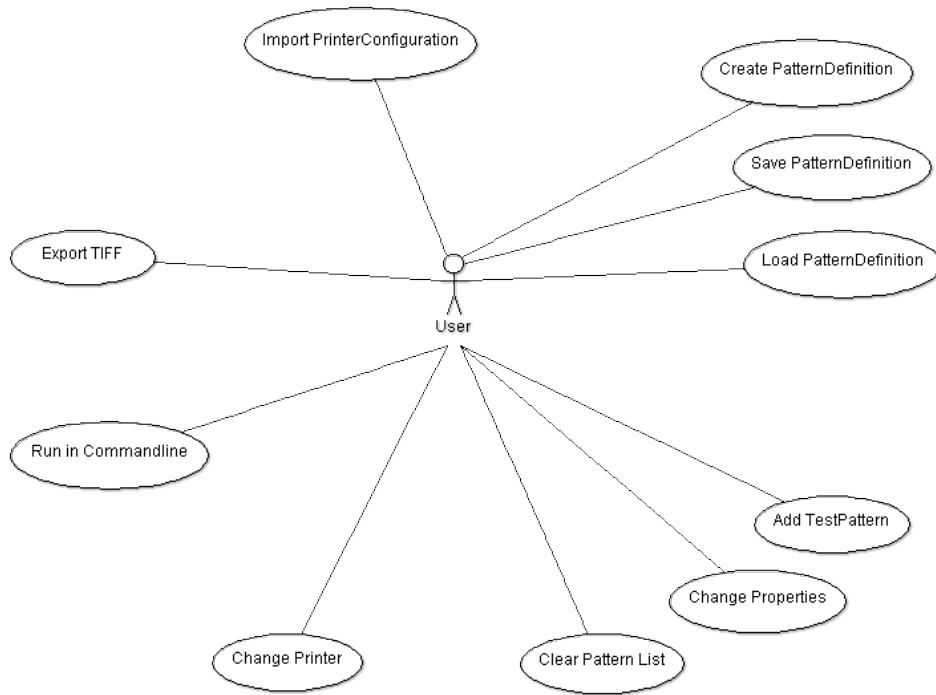 Import PrinterConfiguration
Create PatternDefinition
Save PatternDefinition
Export TIFF
Load PatternDefinition
User
Run in Commandline
Add TestPattern
Change Properties
Change Printer
Clear Pattern List